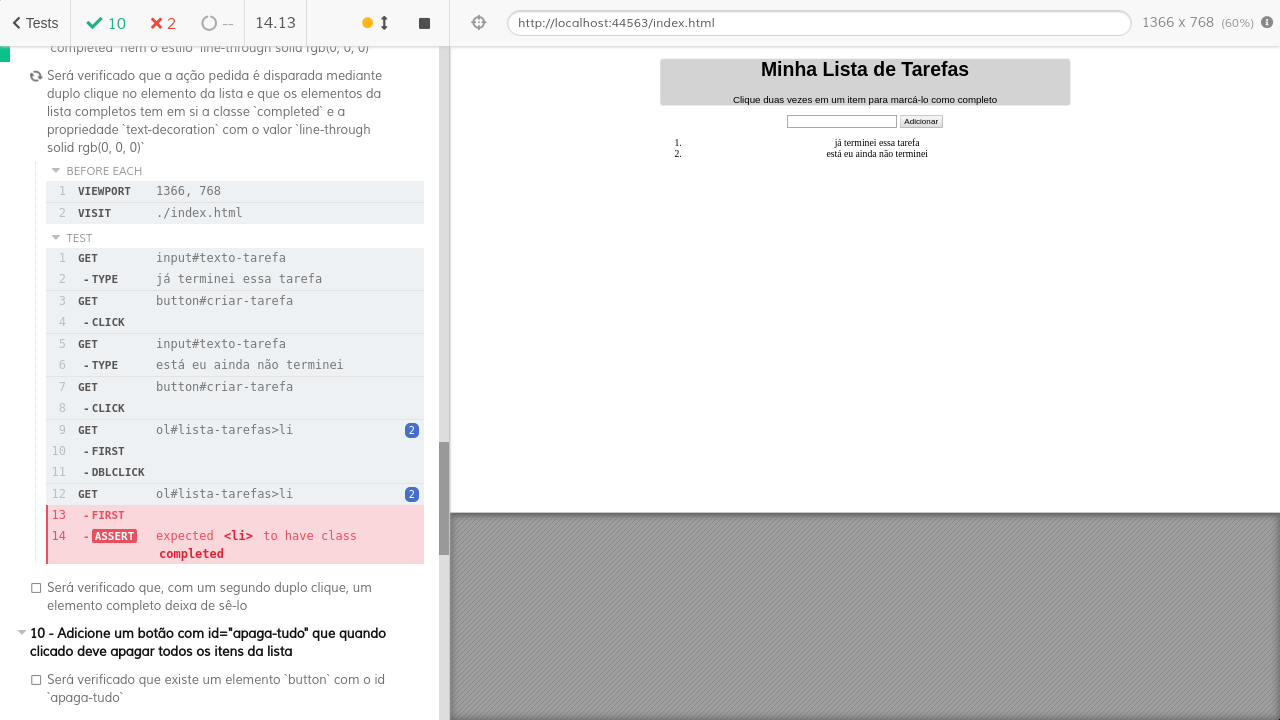 Tests
10
2
--
14.13
`completed` nem o estilo `line-through solid rgb(0, 0, 0)`
Será verificado que a ação pedida é disparada mediante
duplo clique no elemento da lista e que os elementos da
lista completos tem em si a classe `completed` e a
propriedade `text-decoration` com o valor `line-through
solid rgb(0, 0, 0)`
BEFORE EACH
1 VIEWPORT 1366, 768
2 VISIT ./index.html
TEST
1 GET input#texto-tarefa
2 -TYPE já terminei essa tarefa
3 GET button#criar-tarefa
4 -CLICK
5 GET input#texto-tarefa
6 -TYPE está eu ainda não terminei
7 GET button#criar-tarefa
8 -CLICK
9 GET ol#lista-tarefas>li 2
10 -FIRST
11 -DBLCLICK
12 GET ol#lista-tarefas>li 2
13 -FIRST
14 -ASSERT expected <li> to have class
completed
Será verificado que, com um segundo duplo clique, um
elemento completo deixa de sê-lo
10 - Adicione um botão com id="apaga-tudo" que quando
clicado deve apagar todos os itens da lista
Será verificado que existe um elemento `button` com o id
`apaga-tudo`
http://localhost:44563/index.html
1366 x 768 (60%)
Minha Lista de Tarefas
Clique duas vezes em um item para marcá-lo como completo
Adicionar
1. já terminei essa tarefa
2. está eu ainda não terminei